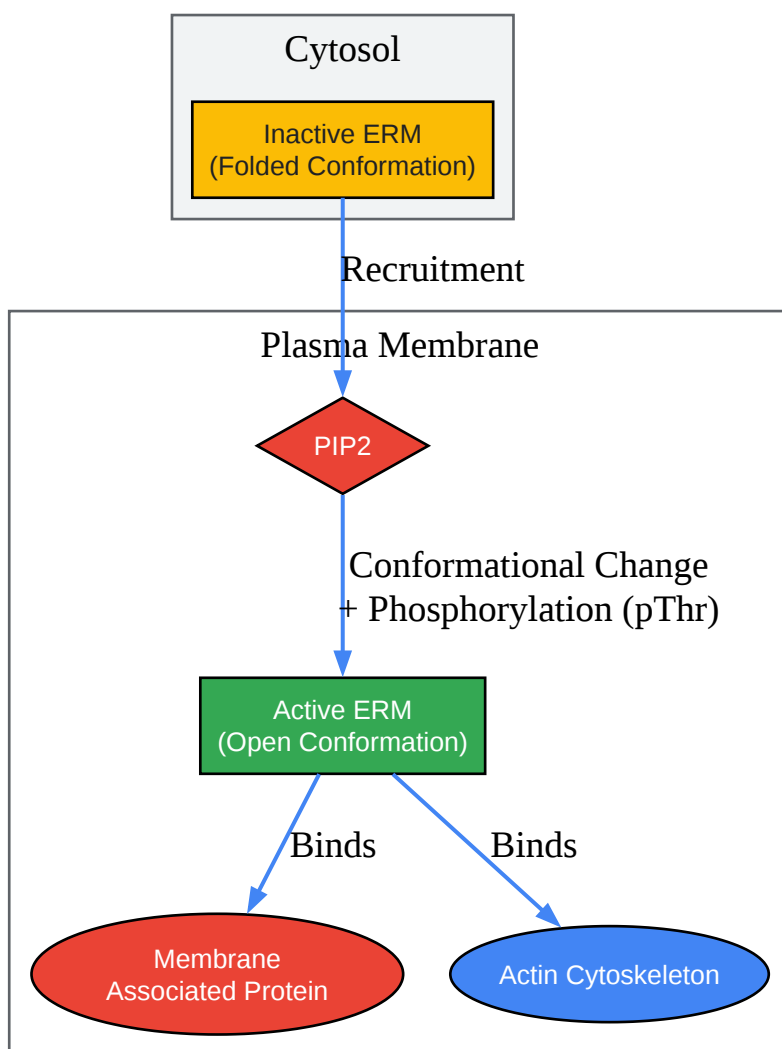 Cytosol
Inactive ERM
(Folded Conformation)
Recruitment
Plasma Membrane
PIP2
Conformational Change
+ Phosphorylation (pThr)
Active ERM
(Open Conformation)
Binds
Binds
Membrane
Associated Protein
Actin Cytoskeleton